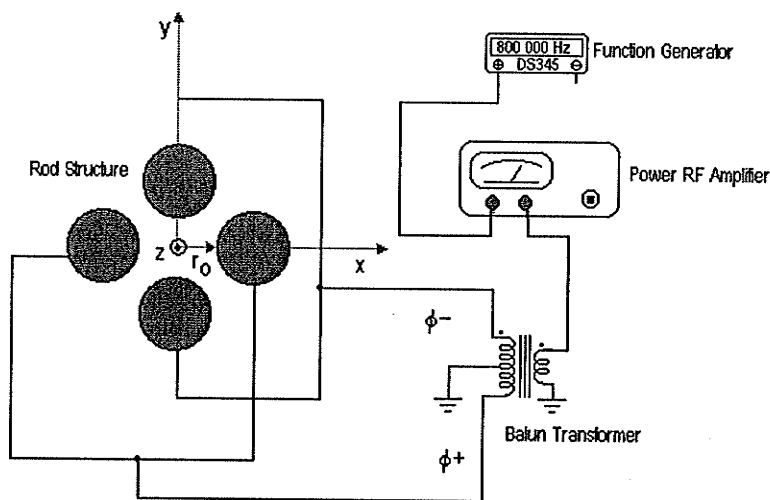 y
800 000 Hz
DS345
Function Generator
Rod Structure
Power RF Amplifier
z
r₀
x
ϕ−
Balun Transformer
ϕ+